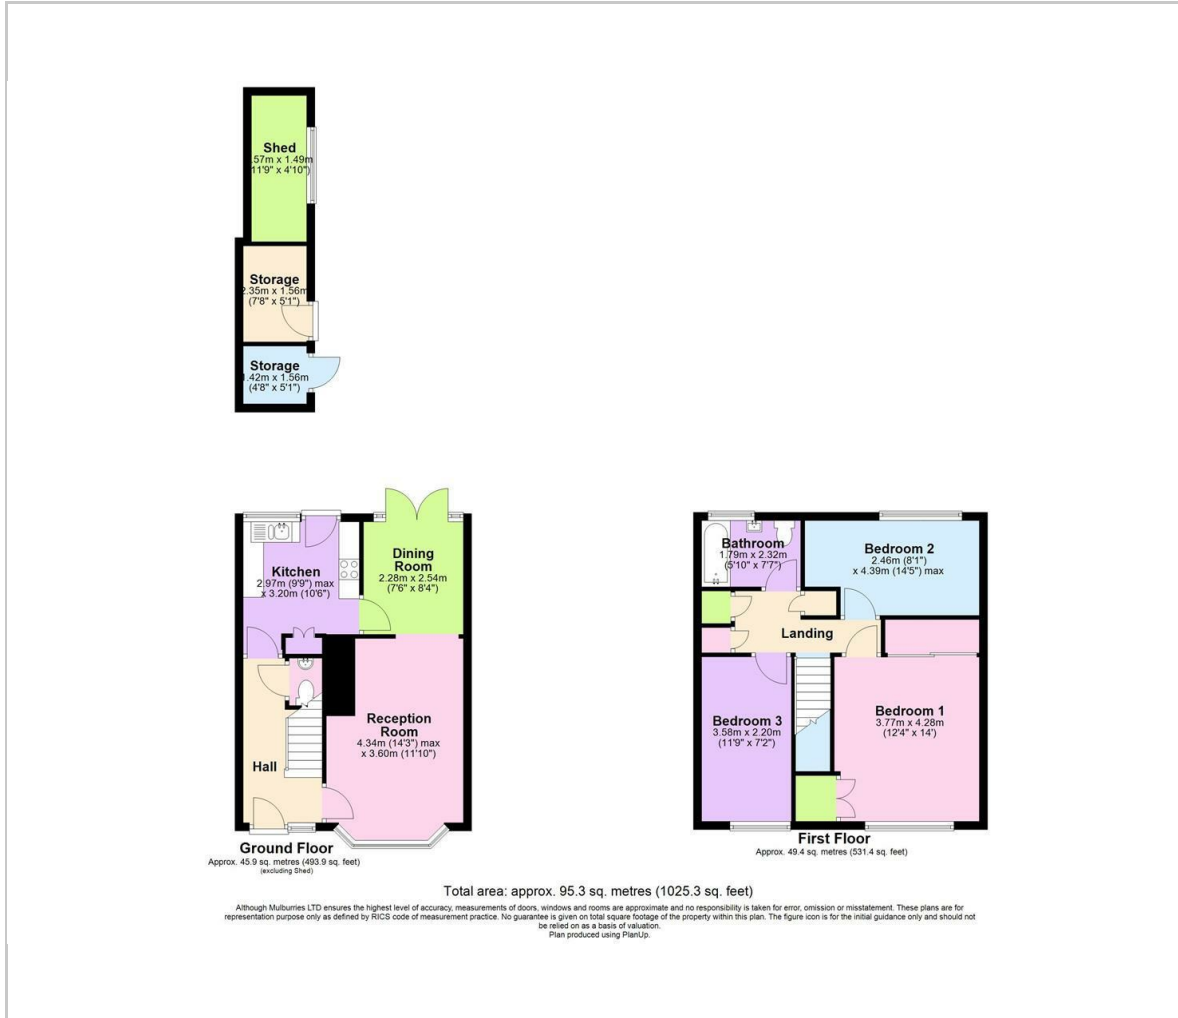 Shed
.57m x 1.49m
11'9" x 4'10")
Storage
2.35m x 1.56m
(7'8" x 5'1")
Storage
1.42m x 1.56m
(4'8" x 5'1")
Kitchen
2.97m (9'9") max
x 3.20m (10'6")
Dining
Room
2.28m x 2.54m
(7'6" x 8'4")
Reception
Room
4.34m (14'3") max
x 3.60m (11'10")
Hall
Ground Floor
Approx. 45.9 sq. metres (493.9 sq. feet)
(excluding Shed)
Bathroom
1.79m x 2.32m
(5'10" x 7'7")
Bedroom 2
2.46m (8'1")
x 4.39m (14'5") max
Landing
Bedroom 3
3.58m x 2.20m
(11'9" x 7'2")
Bedroom 1
3.77m x 4.28m
(12'4" x 14')
First Floor
Approx. 49.4 sq. metres (531.4 sq. feet)
Total area: approx. 95.3 sq. metres (1025.3 sq. feet)
Although Mulburries LTD ensures the highest level of accuracy, measurements of doors, windows and rooms are approximate and no responsibility is taken for error, omission or misstatement. These plans are for
representation purpose only as defined by RICS code of measurement practice. No guarantee is given on total square footage of the property within this plan. The figure icon is for the initial guidance only and should not
be relied on as a basis of valuation.
Plan produced using PlanUp.